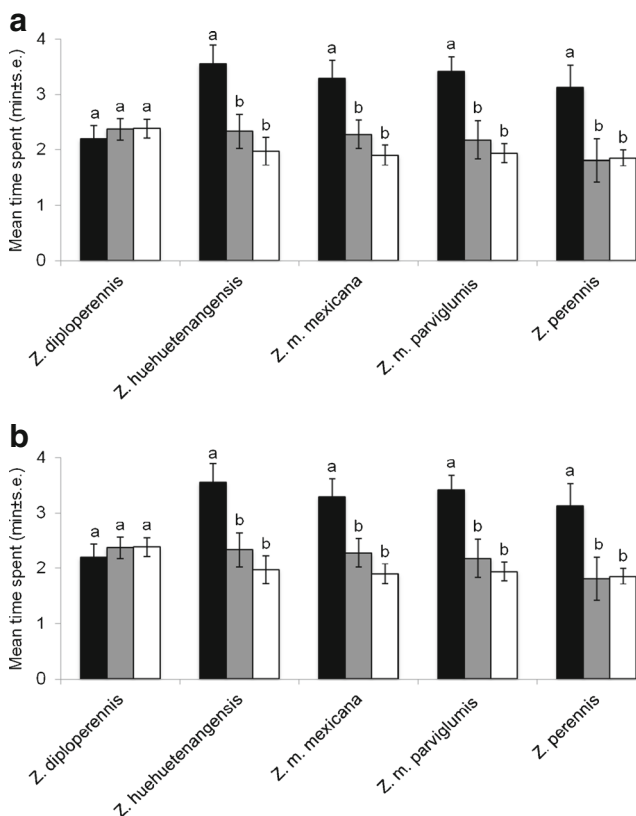 a
Mean time spent (min±s.e.)
4
3
2
1
0
a a a
a b b
a b b
a b b
a b b
Z. diploperennis
Z. huehuetenangensis
Z. m. mexicana
Z. m. parviglumis
Z. perennis
b
Mean time spent (min±s.e.)
4
3
2
1
0
a a a
a b b
a b b
a b b
a b b
Z. diploperennis
Z. huehuetenangensis
Z. m. mexicana
Z. m. parviglumis
Z. perennis